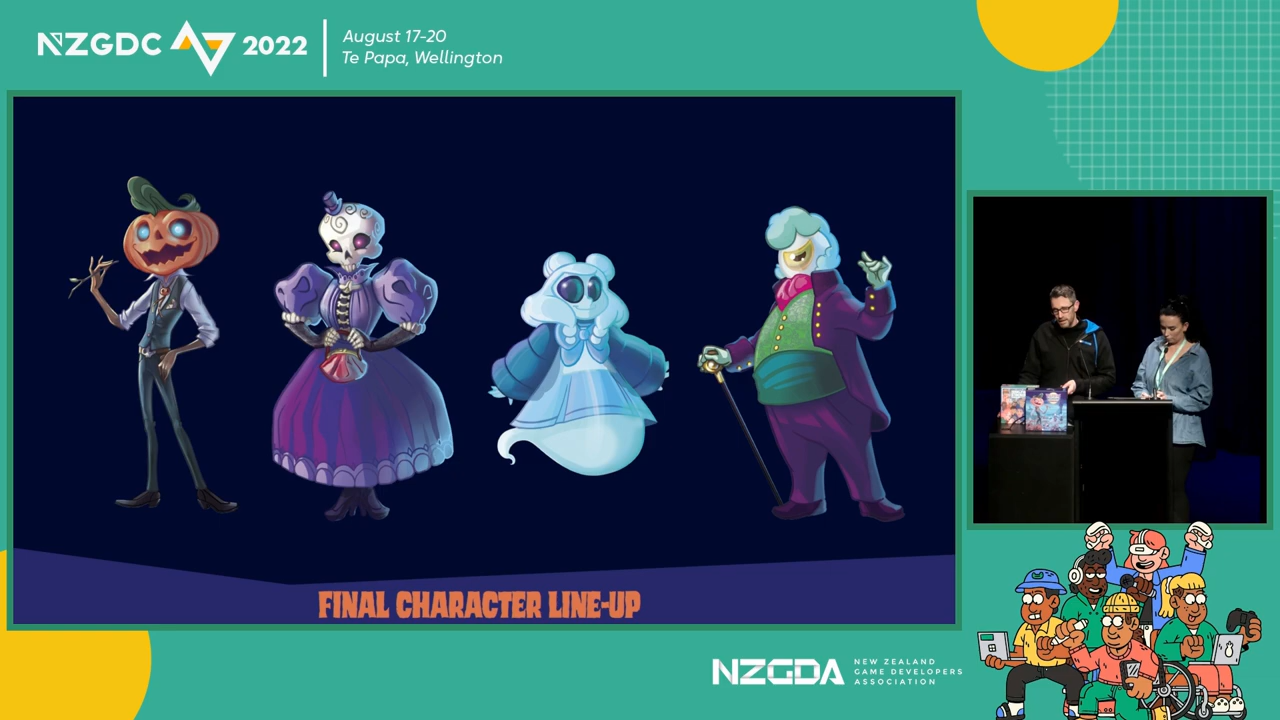 NZGDC 2022
August 17-20
Te Papa, Wellington
FINAL CHARACTER LINE-UP
NZGDA
NEW ZEALAND
GAME DEVELOPERS
ASSOCIATION